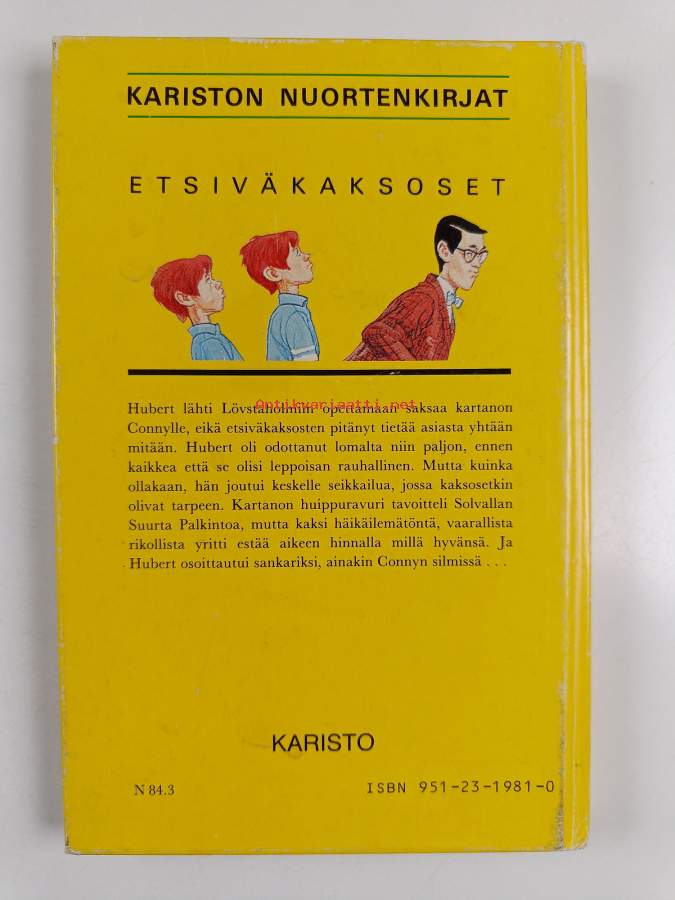 KARISTON NUORTENKIRJAT
ETSIVÄKAKSOSET
Hubert lähti Lövstaholmiin opettamaan saksaa kartanon
Antikvariaatti.net
Connylle, eikä etsiväkaksosten pitänyt tietää asiasta yhtään
mitään. Hubert oli odottanut lomalta niin paljon, ennen
kaikkea että se olisi leppoisan rauhallinen. Mutta kuinka
ollakaan, hän joutui keskelle seikkailua, jossa kaksosetkin
olivat tarpeen. Kartanon huippuravuri tavoitteli Solvallan
Suurta Palkintoa, mutta kaksi häikäilemätöntä, vaarallista
rikollista yritti estää aikeen hinnalla millä hyvänsä. Ja
Hubert osoittautui sankariksi, ainakin Connyn silmissä . . .
KARISTO
N 84.3
ISBN 951-23-1981-0